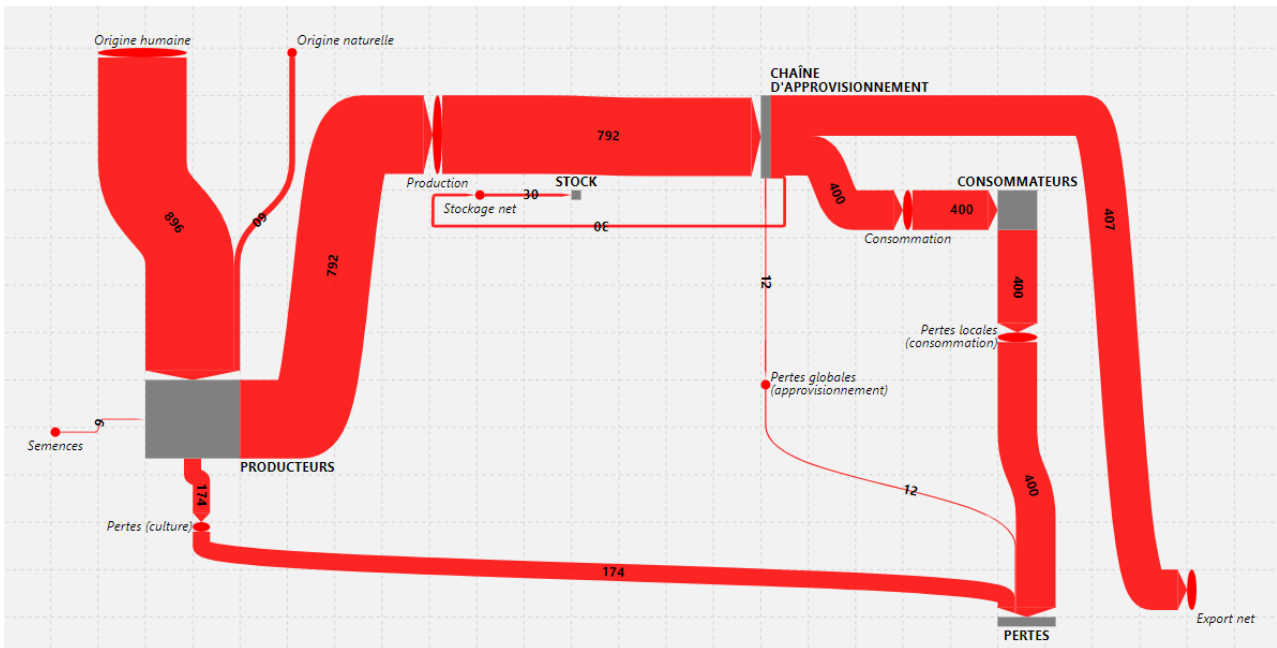 Origine humaine
Origine naturelle
CHAÎNE
D'APPROVISIONNEMENT
792
Production
STOCK
30
Stockage net
30
CONSOMMATEURS
400
400
Consommation
407
896
60
792
12
400
Pertes locales
(consommation)
Pertes globales
(approvisionnement)
9
Semences
PRODUCTEURS
174
400
12
Pertes (culture)
174
Export net
PERTES